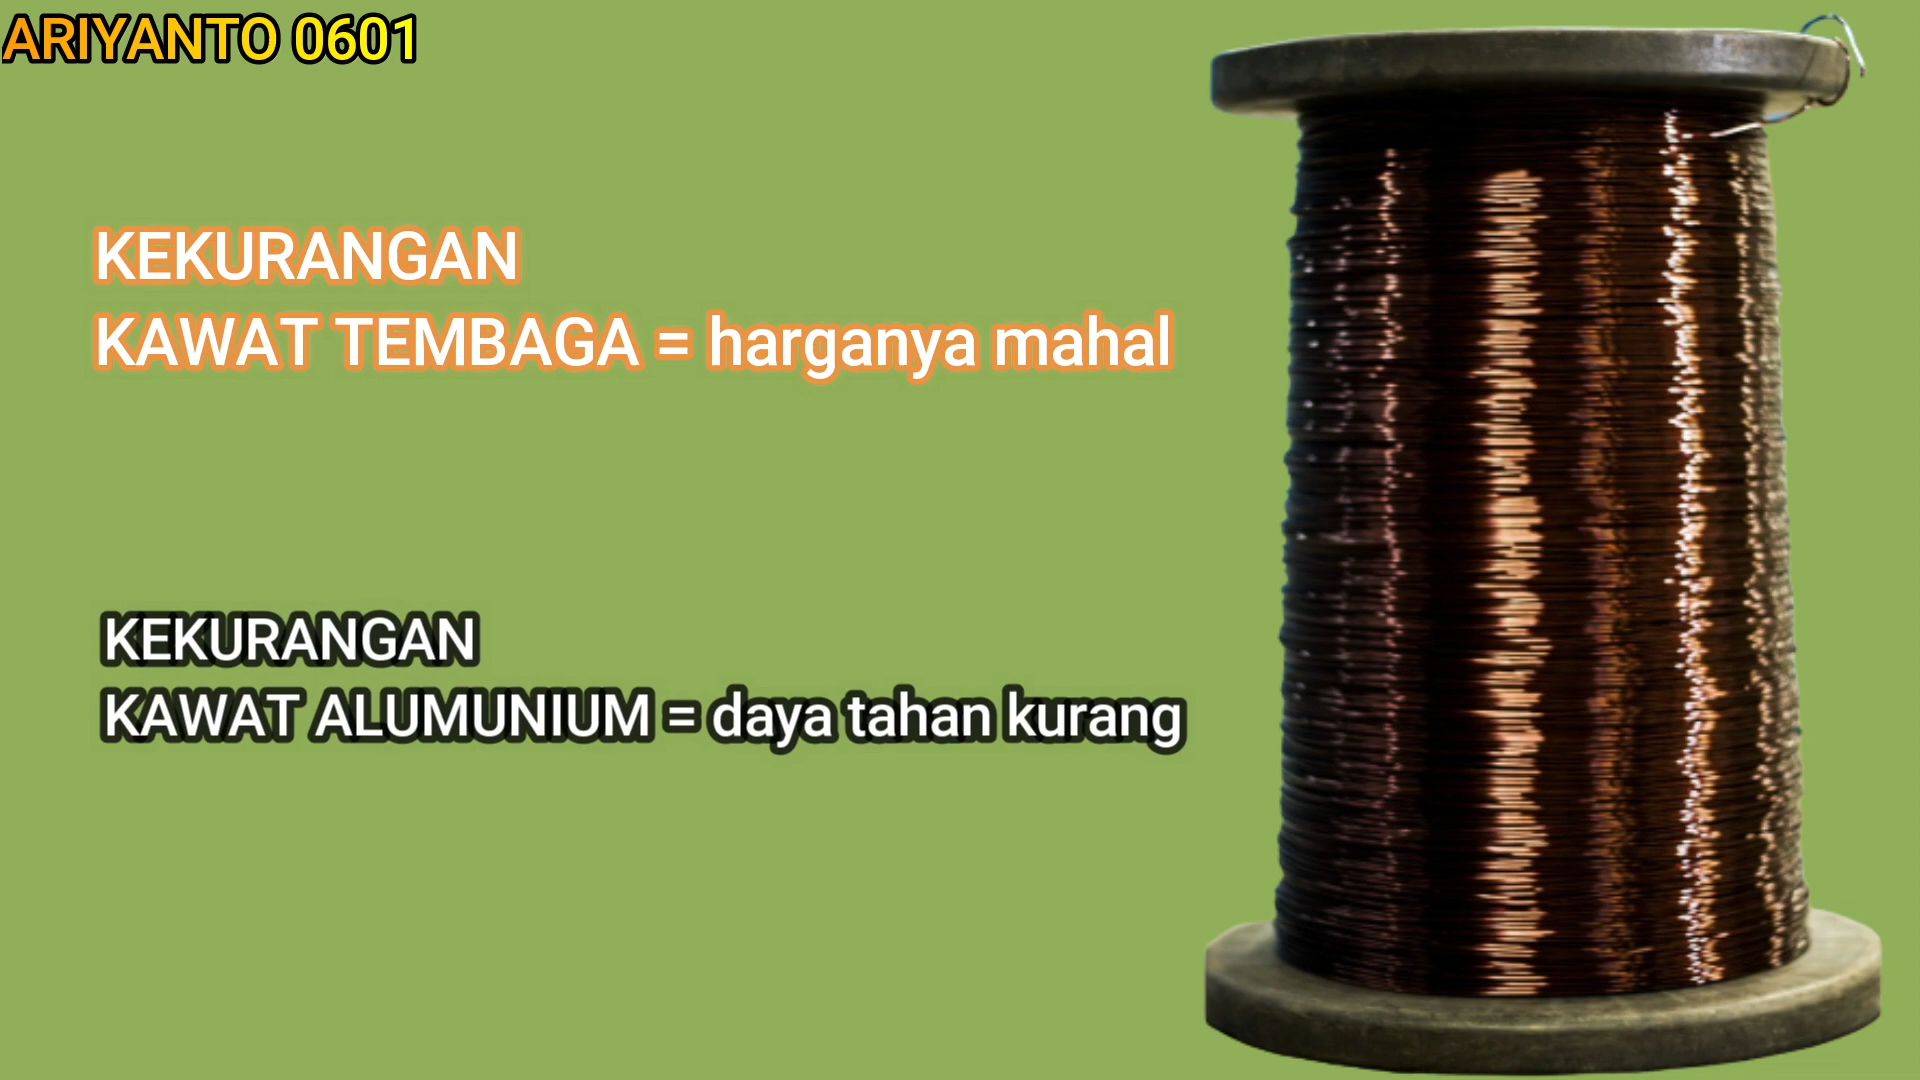 ARIYANTO 0601
KEKURANGAN
KAWAT TEMBAGA = harganya mahal
KEKURANGAN
KAWAT ALUMUNIUM = daya tahan kurang